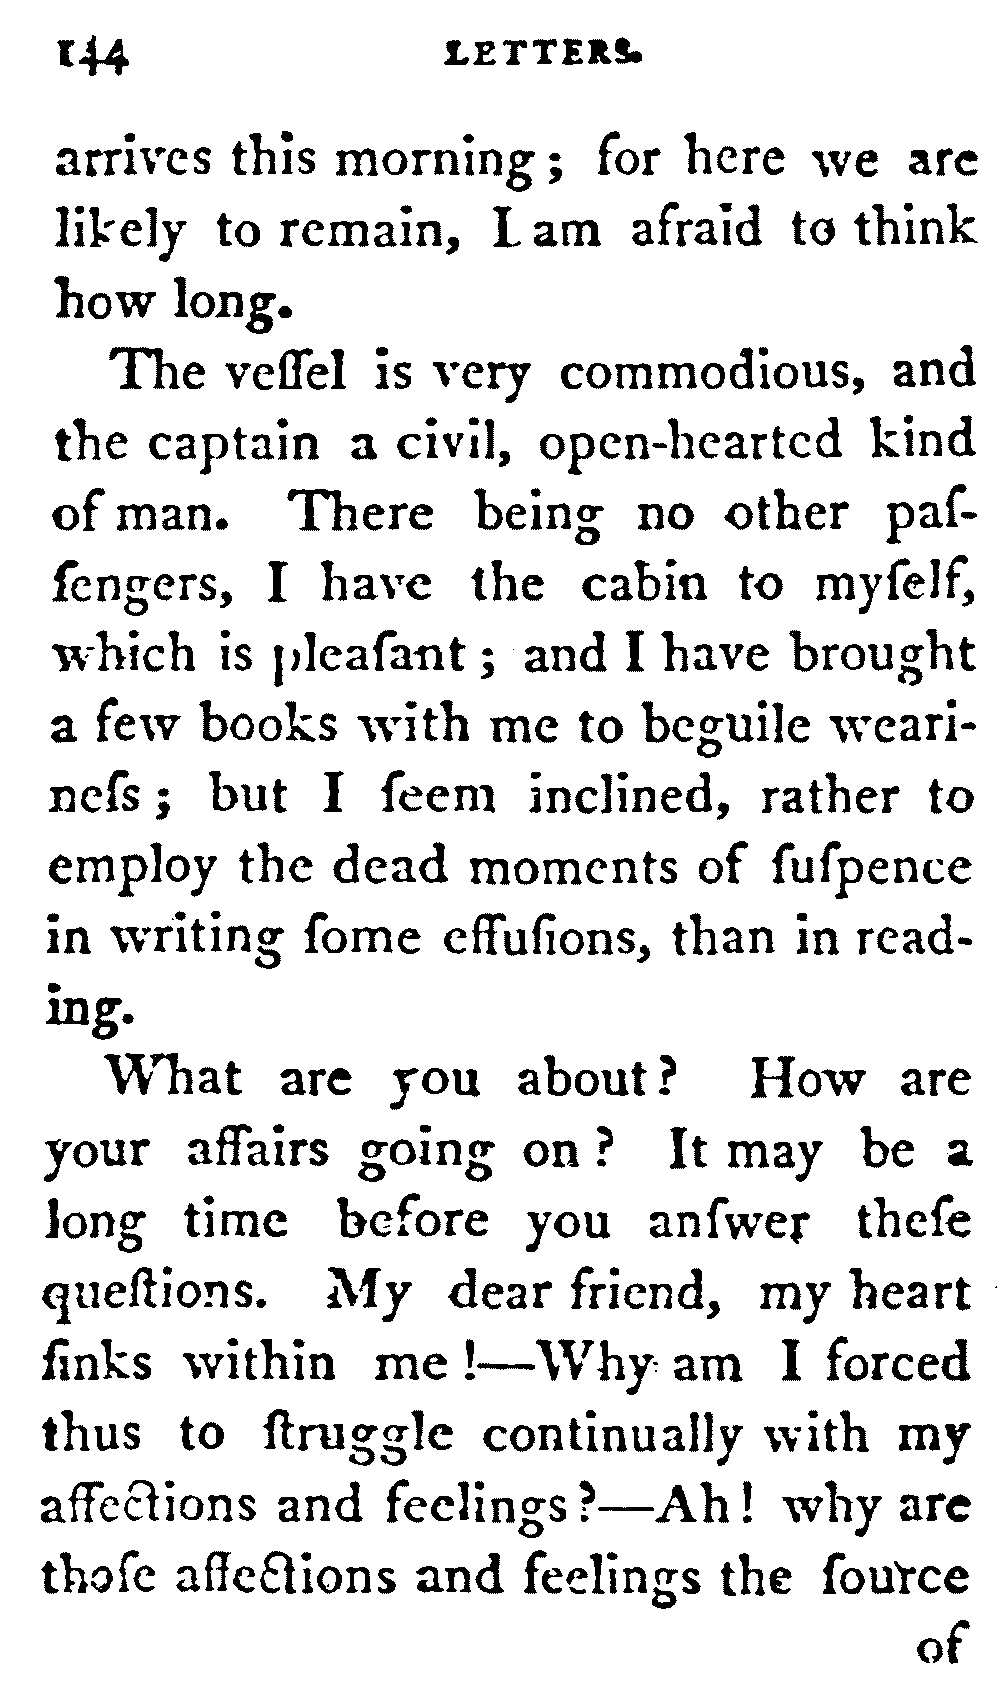 144 LETTERS.
arrives this morning; for here we are
likely to remain, I am afraid to think
how long.
The veſſel is very commodious, and
the captain a civil, open-hearted kind
of man. There being no other paſ-
ſengers, I have the cabin to myſelf,
which is pleaſant; and I have brought
a few books with me to beguile weari-
neſs; but I ſeem inclined, rather to
employ the dead moments of ſuſpence
in writing ſome effuſions, than in read-
ing.
What are you about? How are
your affairs going on? It may be a
long time before you anſwer theſe
queſtions. My dear friend, my heart
ſinks within me!—Why am I forced
thus to ſtruggle continually with my
affections and feelings?—Ah! why are
thoſe affections and feelings the ſource
of